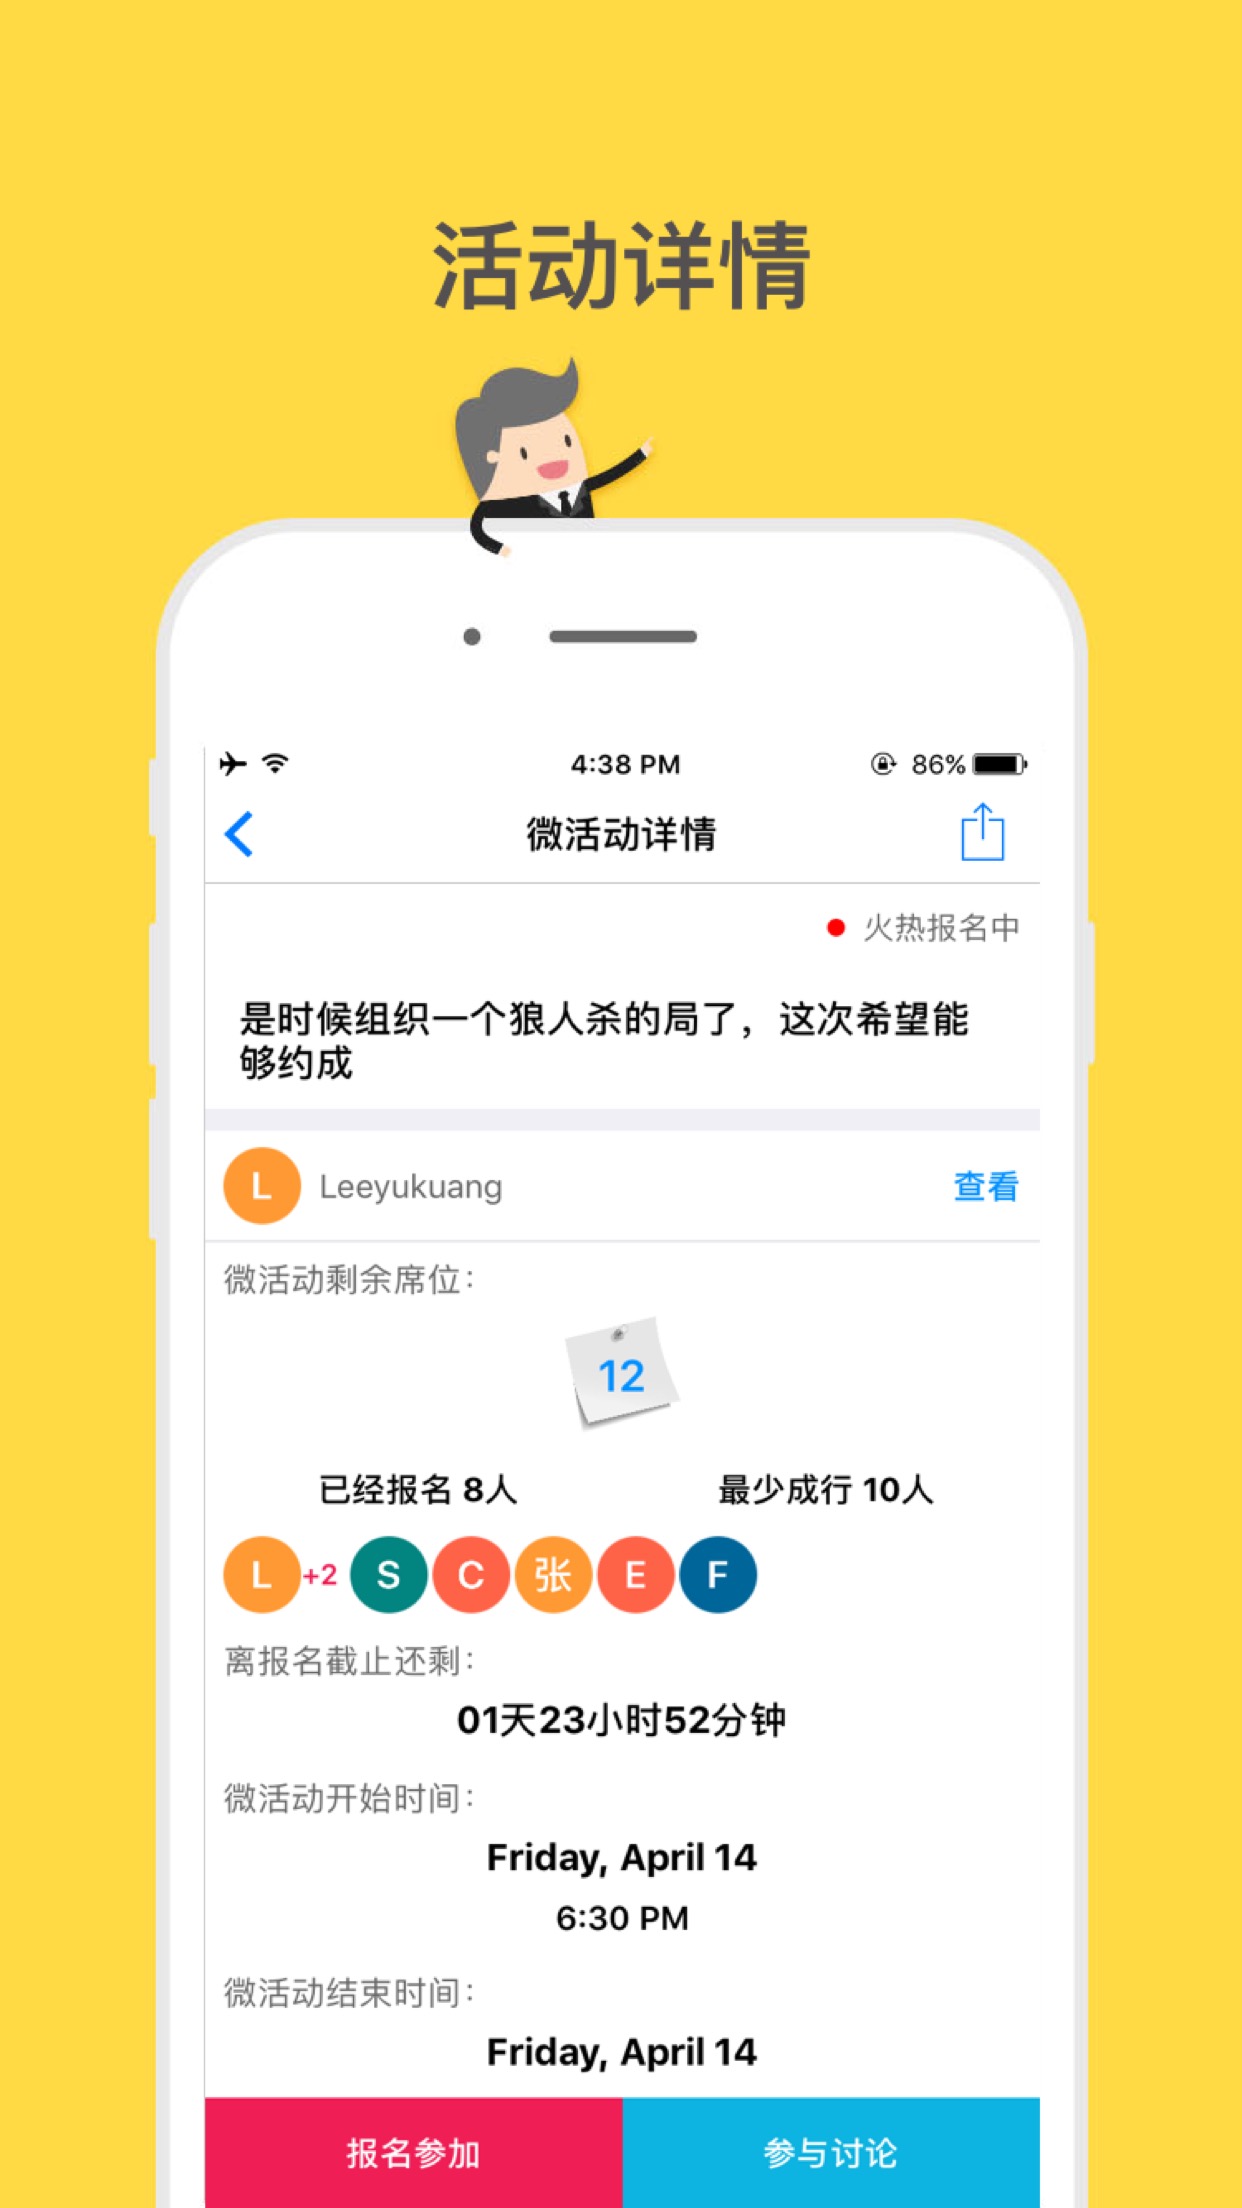 活动详情
4:38 PM
86%
微活动详情
火热报名中
是时候组织一个狼人杀的局了，这次希望能
够约成
L Leeyukuang 查看
微活动剩余席位：
12
已经报名 8人 最少成行 10人
L +2 S C 张 E F
离报名截止还剩：
01天23小时52分钟
微活动开始时间：
Friday, April 14
6:30 PM
微活动结束时间：
Friday, April 14
报名参加 参与讨论